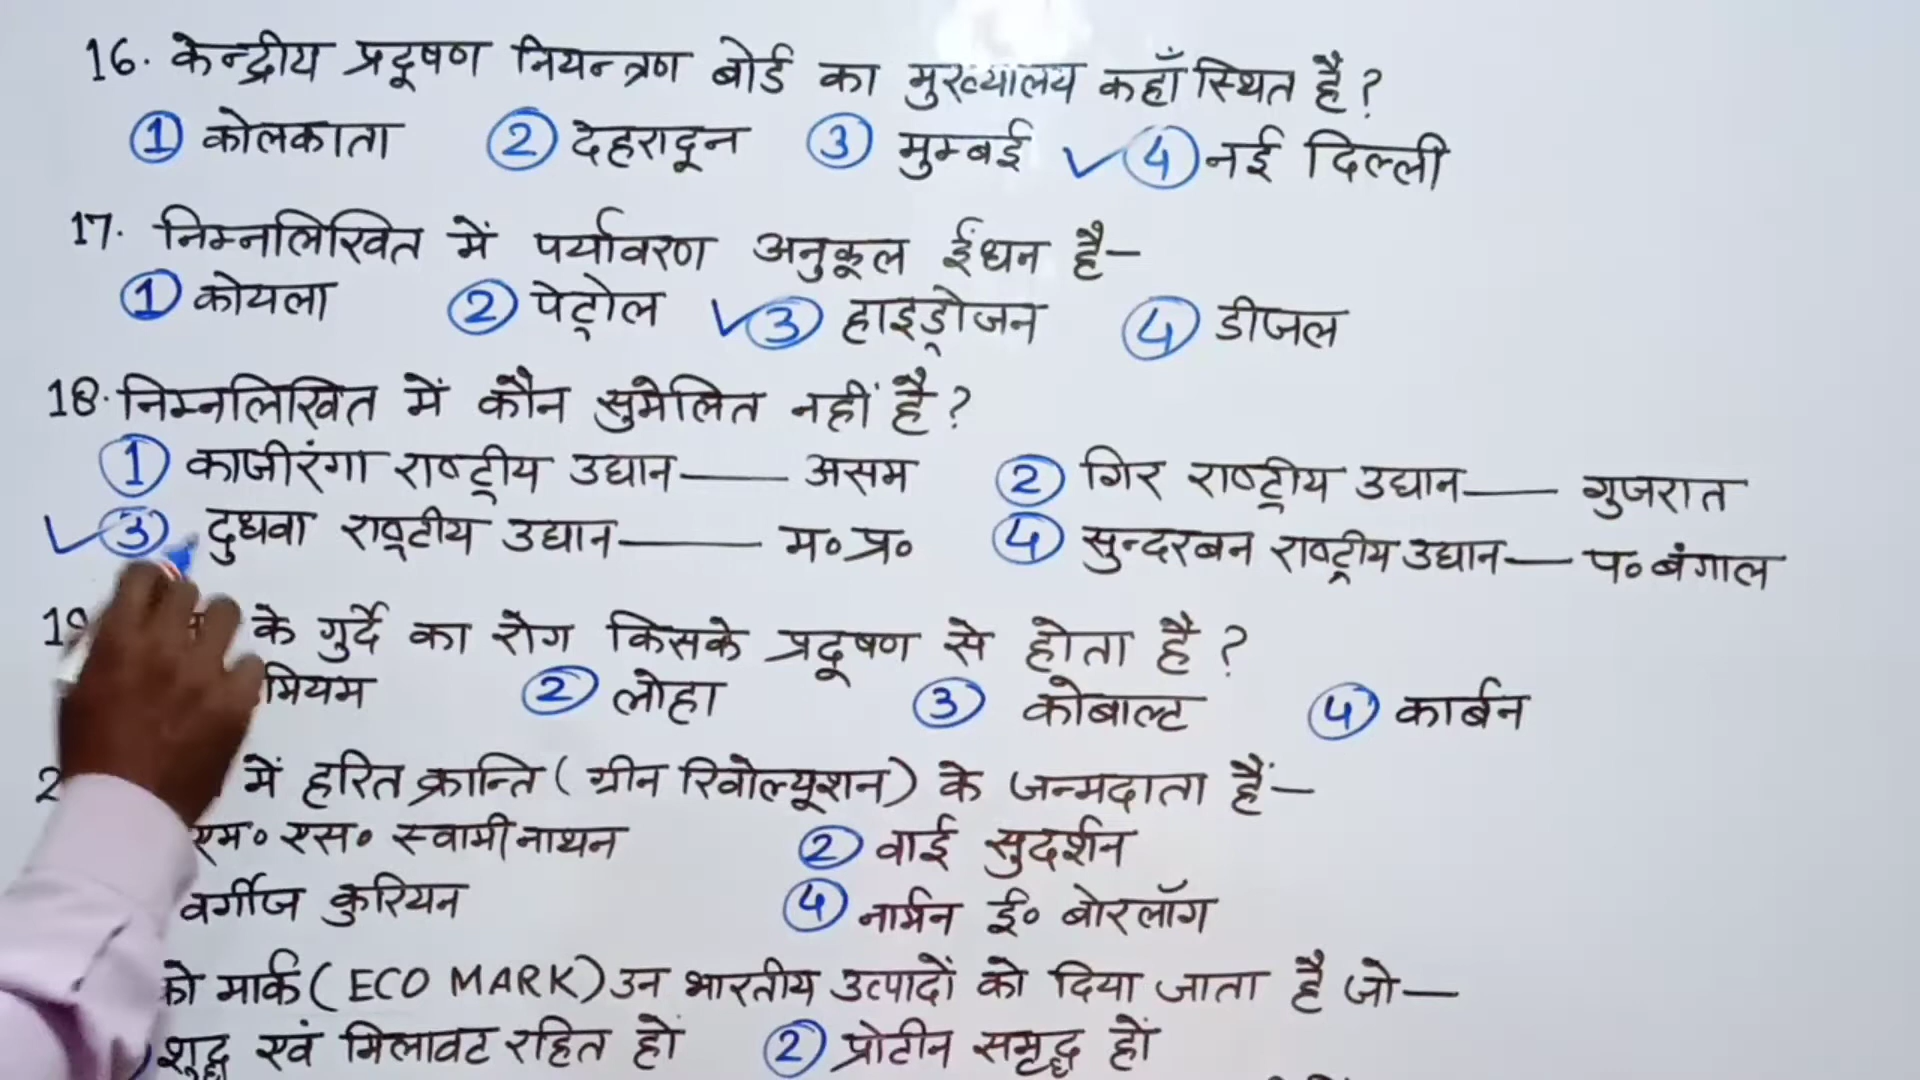 16. केन्द्रीय प्रदूषण नियन्त्रण बोर्ड का मुख्यालय कहाँ स्थित है?
① कोलकाता ② देहरादून ③ मुम्बई ✓④ नई दिल्ली
17. निम्नलिखित में पर्यावरण अनुकूल ईंधन है–
① कोयला ② पेट्रोल ✓③ हाइड्रोजन ④ डीजल
18. निम्नलिखित में कौन सुमेलित नहीं है?
① काजीरंगा राष्ट्रीय उद्यान — असम ② गिर राष्ट्रीय उद्यान — गुजरात
✓③ दुधवा राष्ट्रीय उद्यान — म॰ प्र॰ ④ सुन्दरबन राष्ट्रीय उद्यान — प॰ बंगाल
के गुर्दे का रोग किसके प्रदूषण से होता है?
② लोहा ③ कोबाल्ट ④ कार्बन
में हरित क्रान्ति (ग्रीन रिवोल्यूशन) के जन्मदाता हैं–
एम॰ एस॰ स्वामीनाथन ② वाई सुदर्शन
वर्गीज कुरियन ④ नार्मन ई॰ बोरलॉग
को मार्क (ECO MARK) उन भारतीय उत्पादों को दिया जाता है जो—
शुद्ध एवं मिलावट रहित हों ② प्रोटीन समृद्ध हों